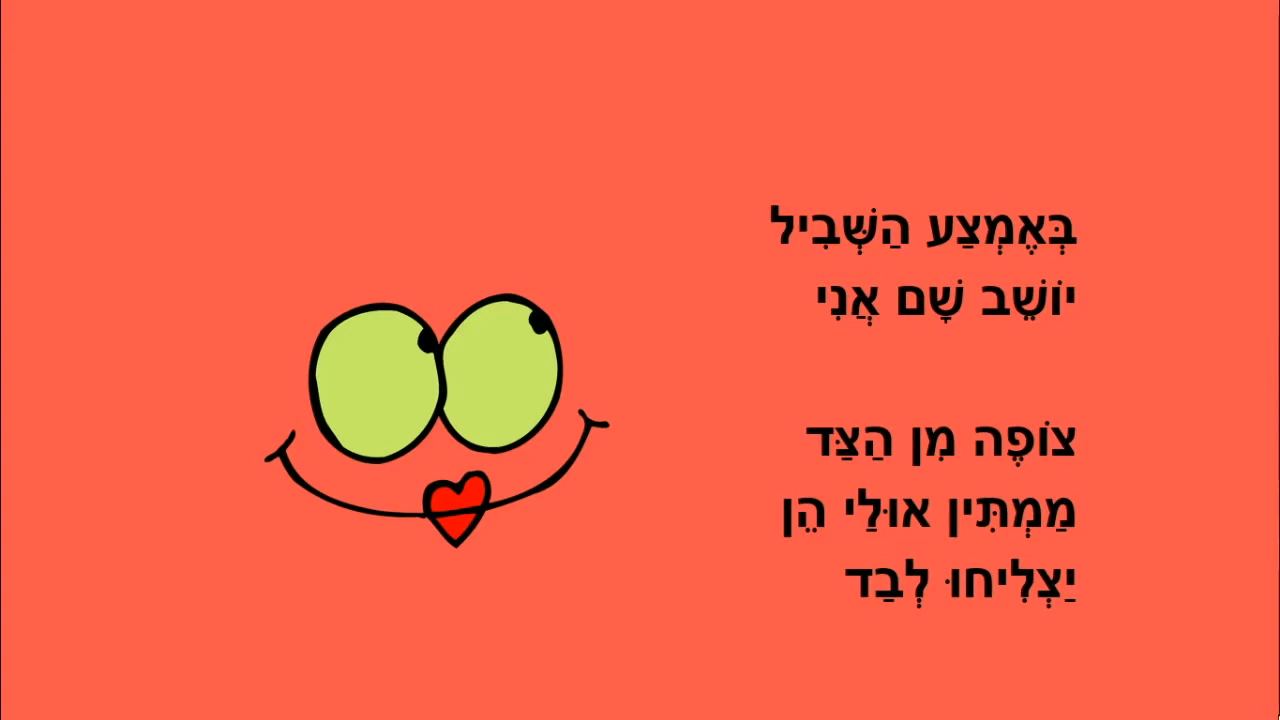 בְּאֶמְצַע הַשְּׁבִיל
יוֹשֵׁב שָׁם אֲנִי
צוֹפֶה מִן הַצַּד
מַמְתִּין אוּלַי הֵן
יַצְלִיחוּ לְבַד